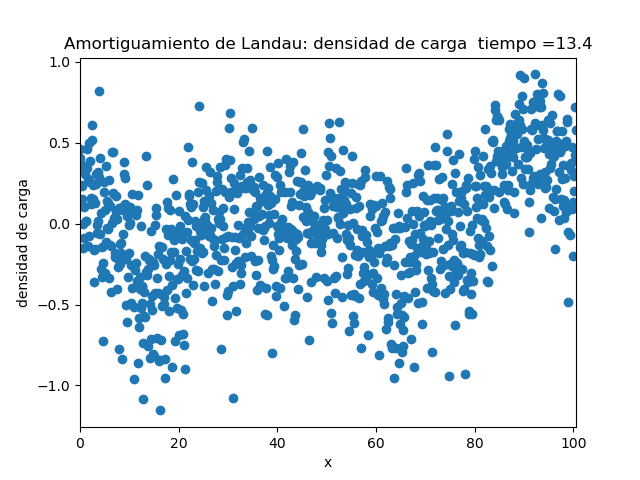 Amortiguamiento de Landau: densidad de carga  tiempo =13.4
1.0
0.5
0.0
−0.5
−1.0
densidad de carga
0 20 40 60 80 100
x